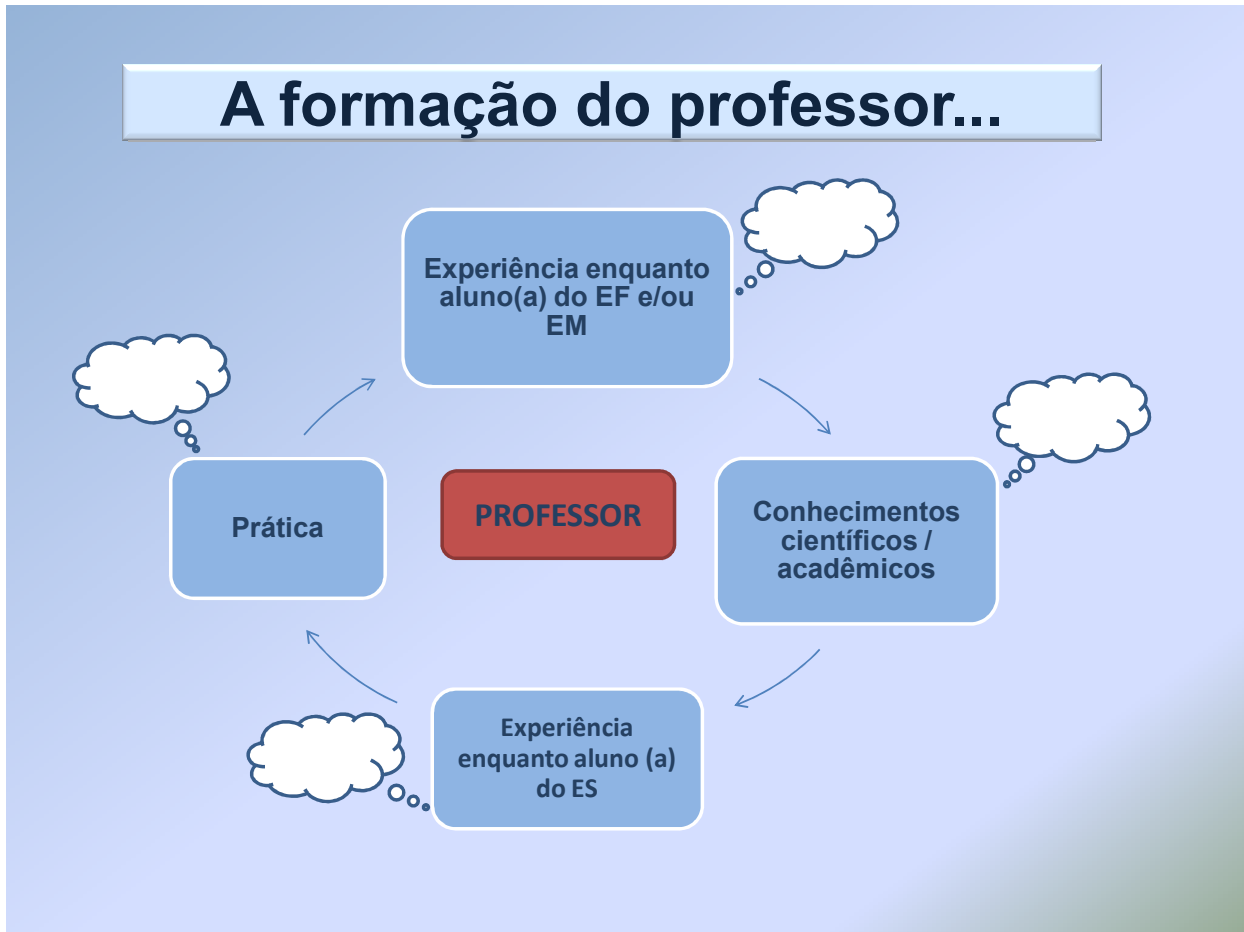 A formação do professor...
Experiência enquanto
aluno(a) do EF e/ou
EM
Prática
PROFESSOR
Conhecimentos
científicos /
acadêmicos
Experiência
enquanto aluno (a)
do ES